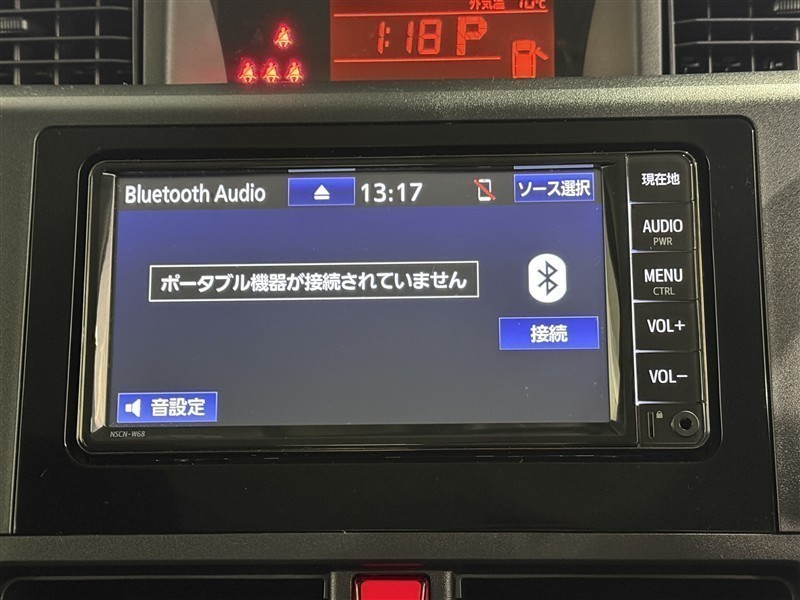 外気温 10℃
1:18 P
Bluetooth Audio
13:17
ソース選択
ポータブル機器が接続されていません
接続
音設定
NSCN-W68
現在地
AUDIO
PWR
MENU
CTRL
VOL+
VOL-